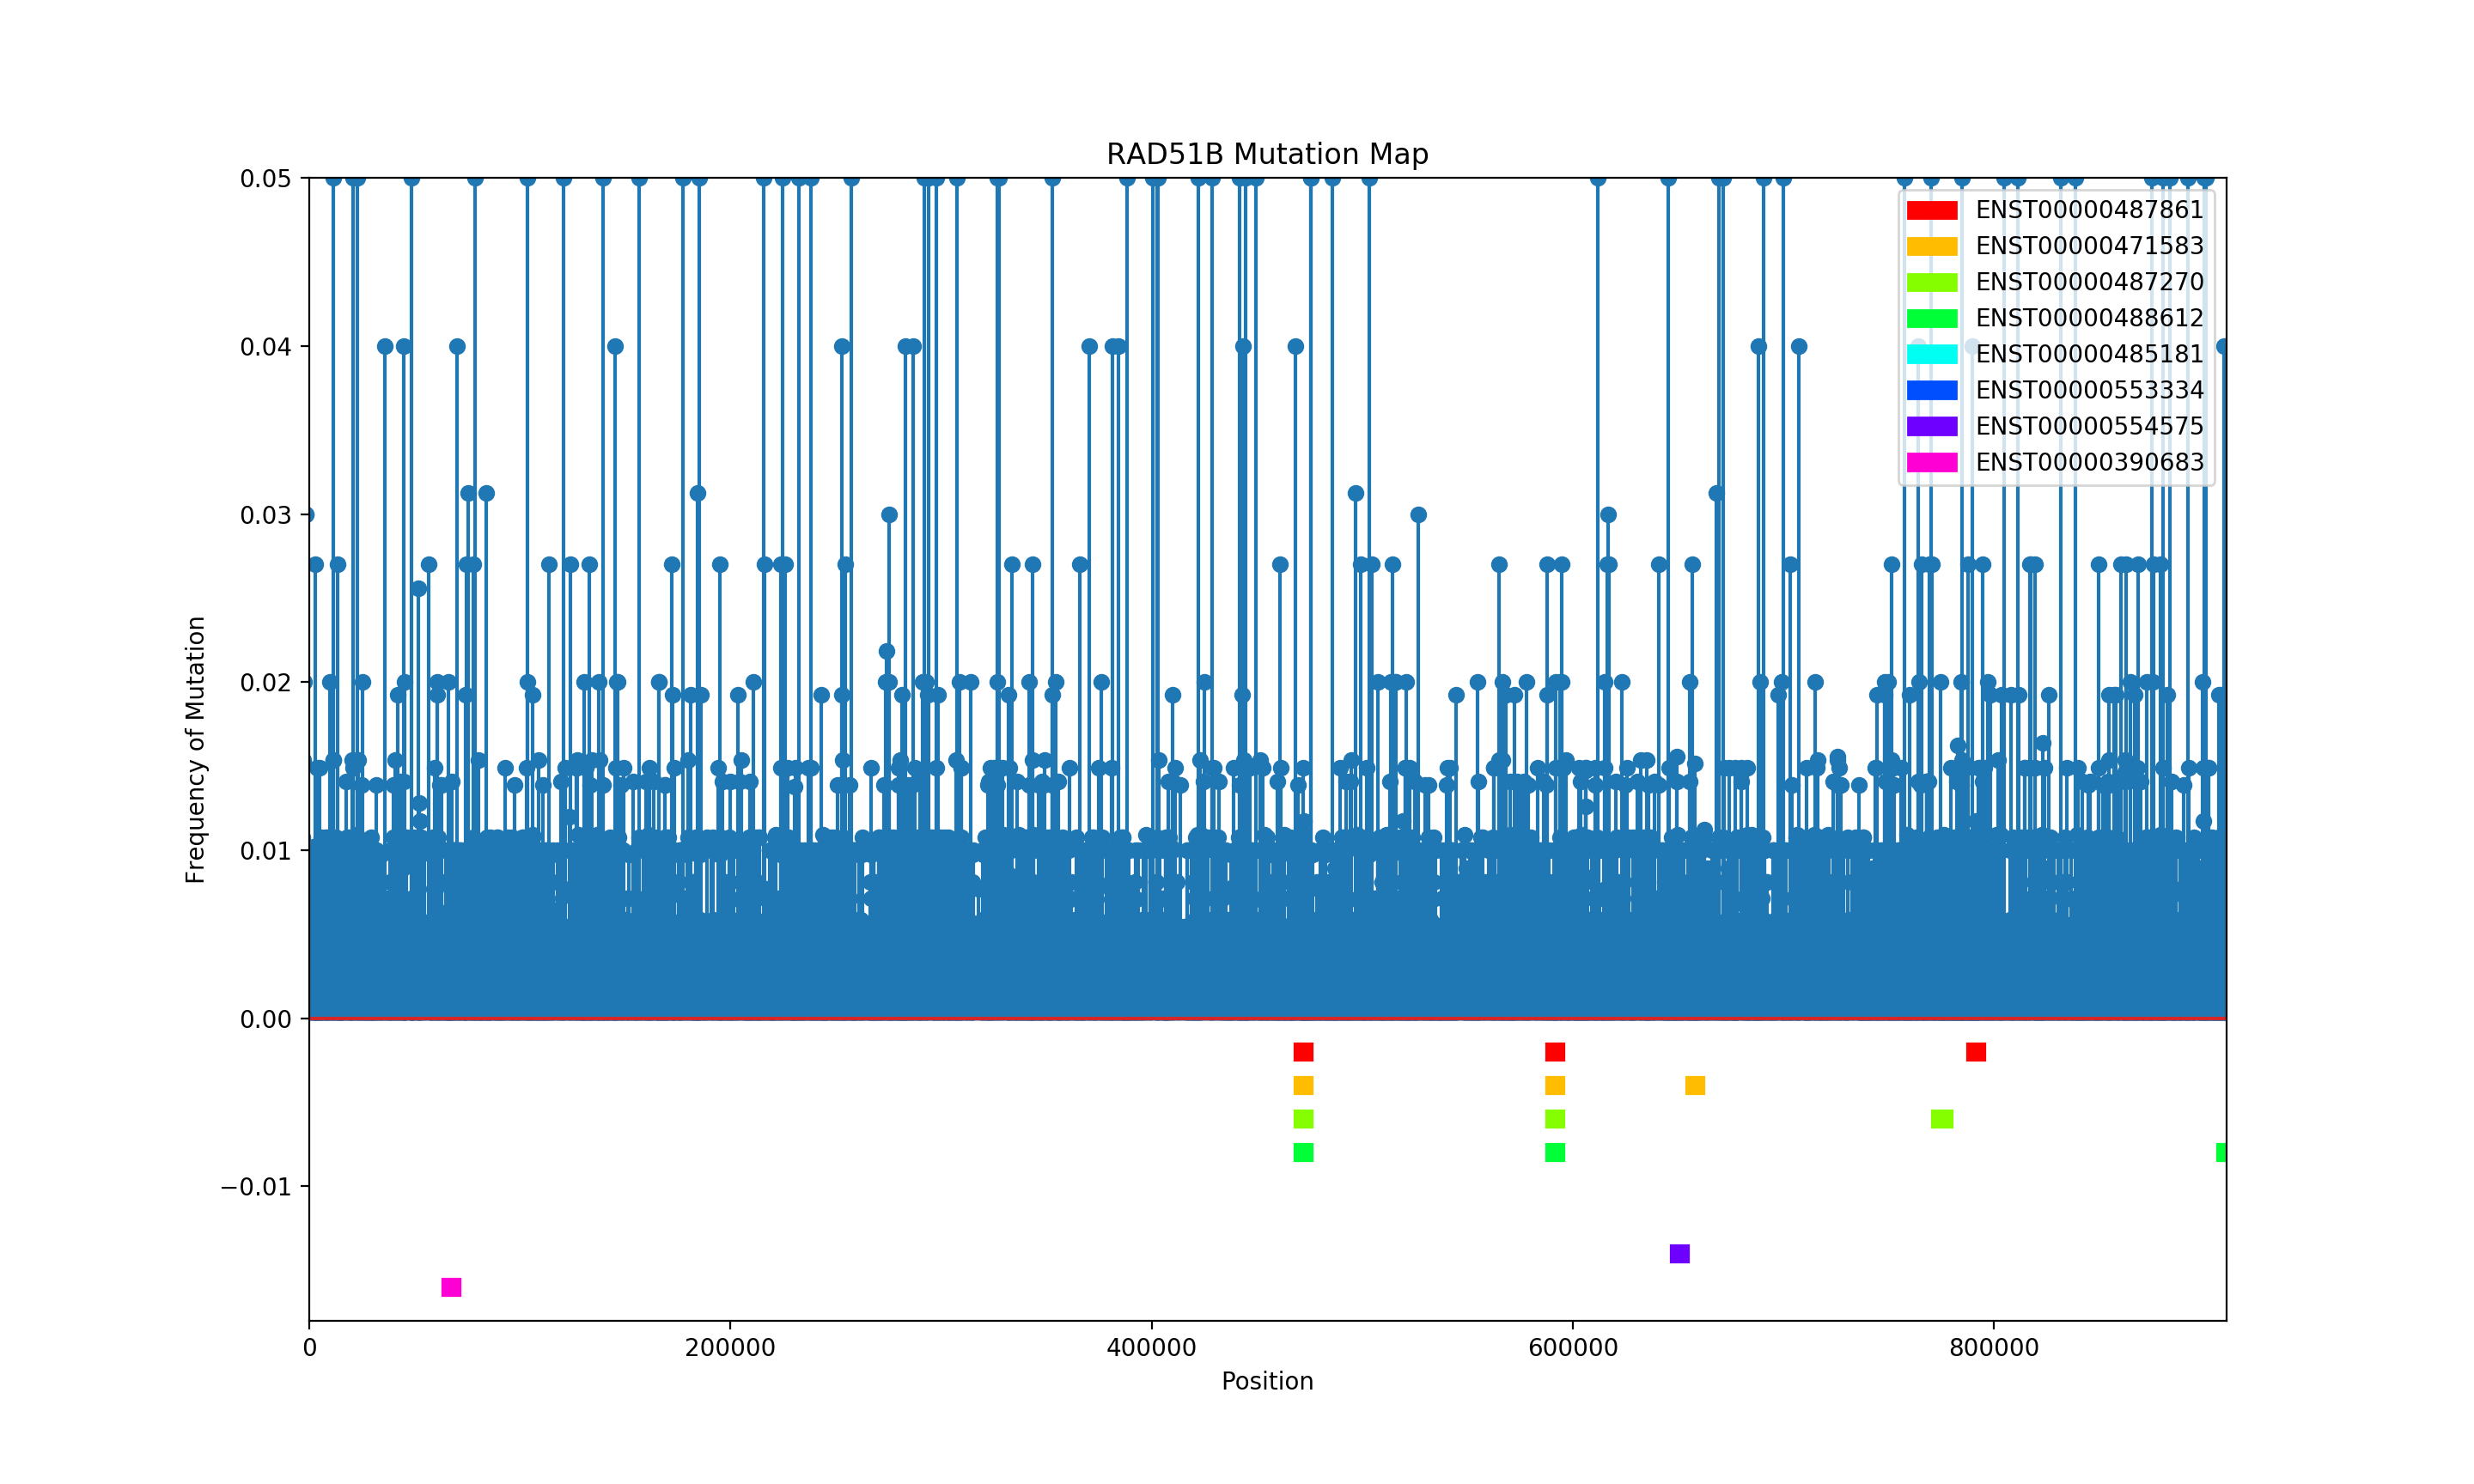 RAD51B Mutation Map
0.05
0.04
0.03
0.02
0.01
0.00
−0.01
Frequency of Mutation
ENST00000487861
ENST00000471583
ENST00000487270
ENST00000488612
ENST00000485181
ENST00000553334
ENST00000554575
ENST00000390683
0 200000 400000 600000 800000
Position